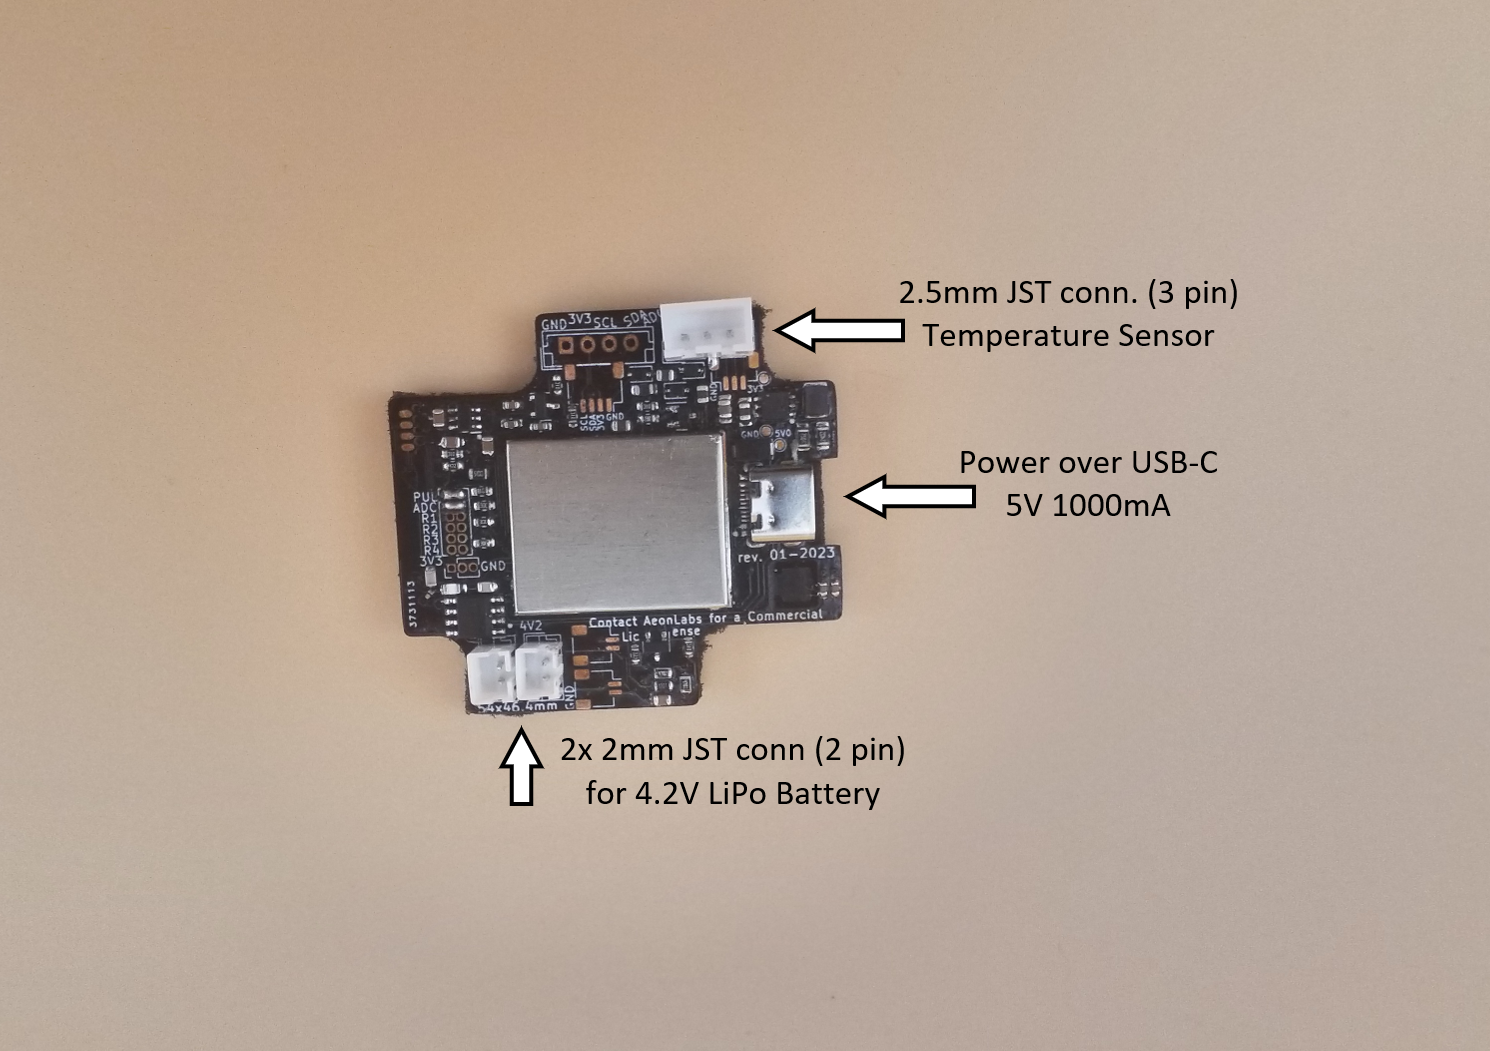 2.5mm JST conn. (3 pin)
Temperature Sensor
GND 3V3 SCL SDA
GND
3V3
SCL
SDA
3V3
GND
GND 5V0
Power over USB-C
5V 1000mA
PU
ADC
R1
R2
R3
R4
3V3
GND
rev. 01-2023
3731113
4V2
Contact AeonLabs for a Commercial
License
54x46.4mm
GND
2x 2mm JST conn (2 pin)
for 4.2V LiPo Battery